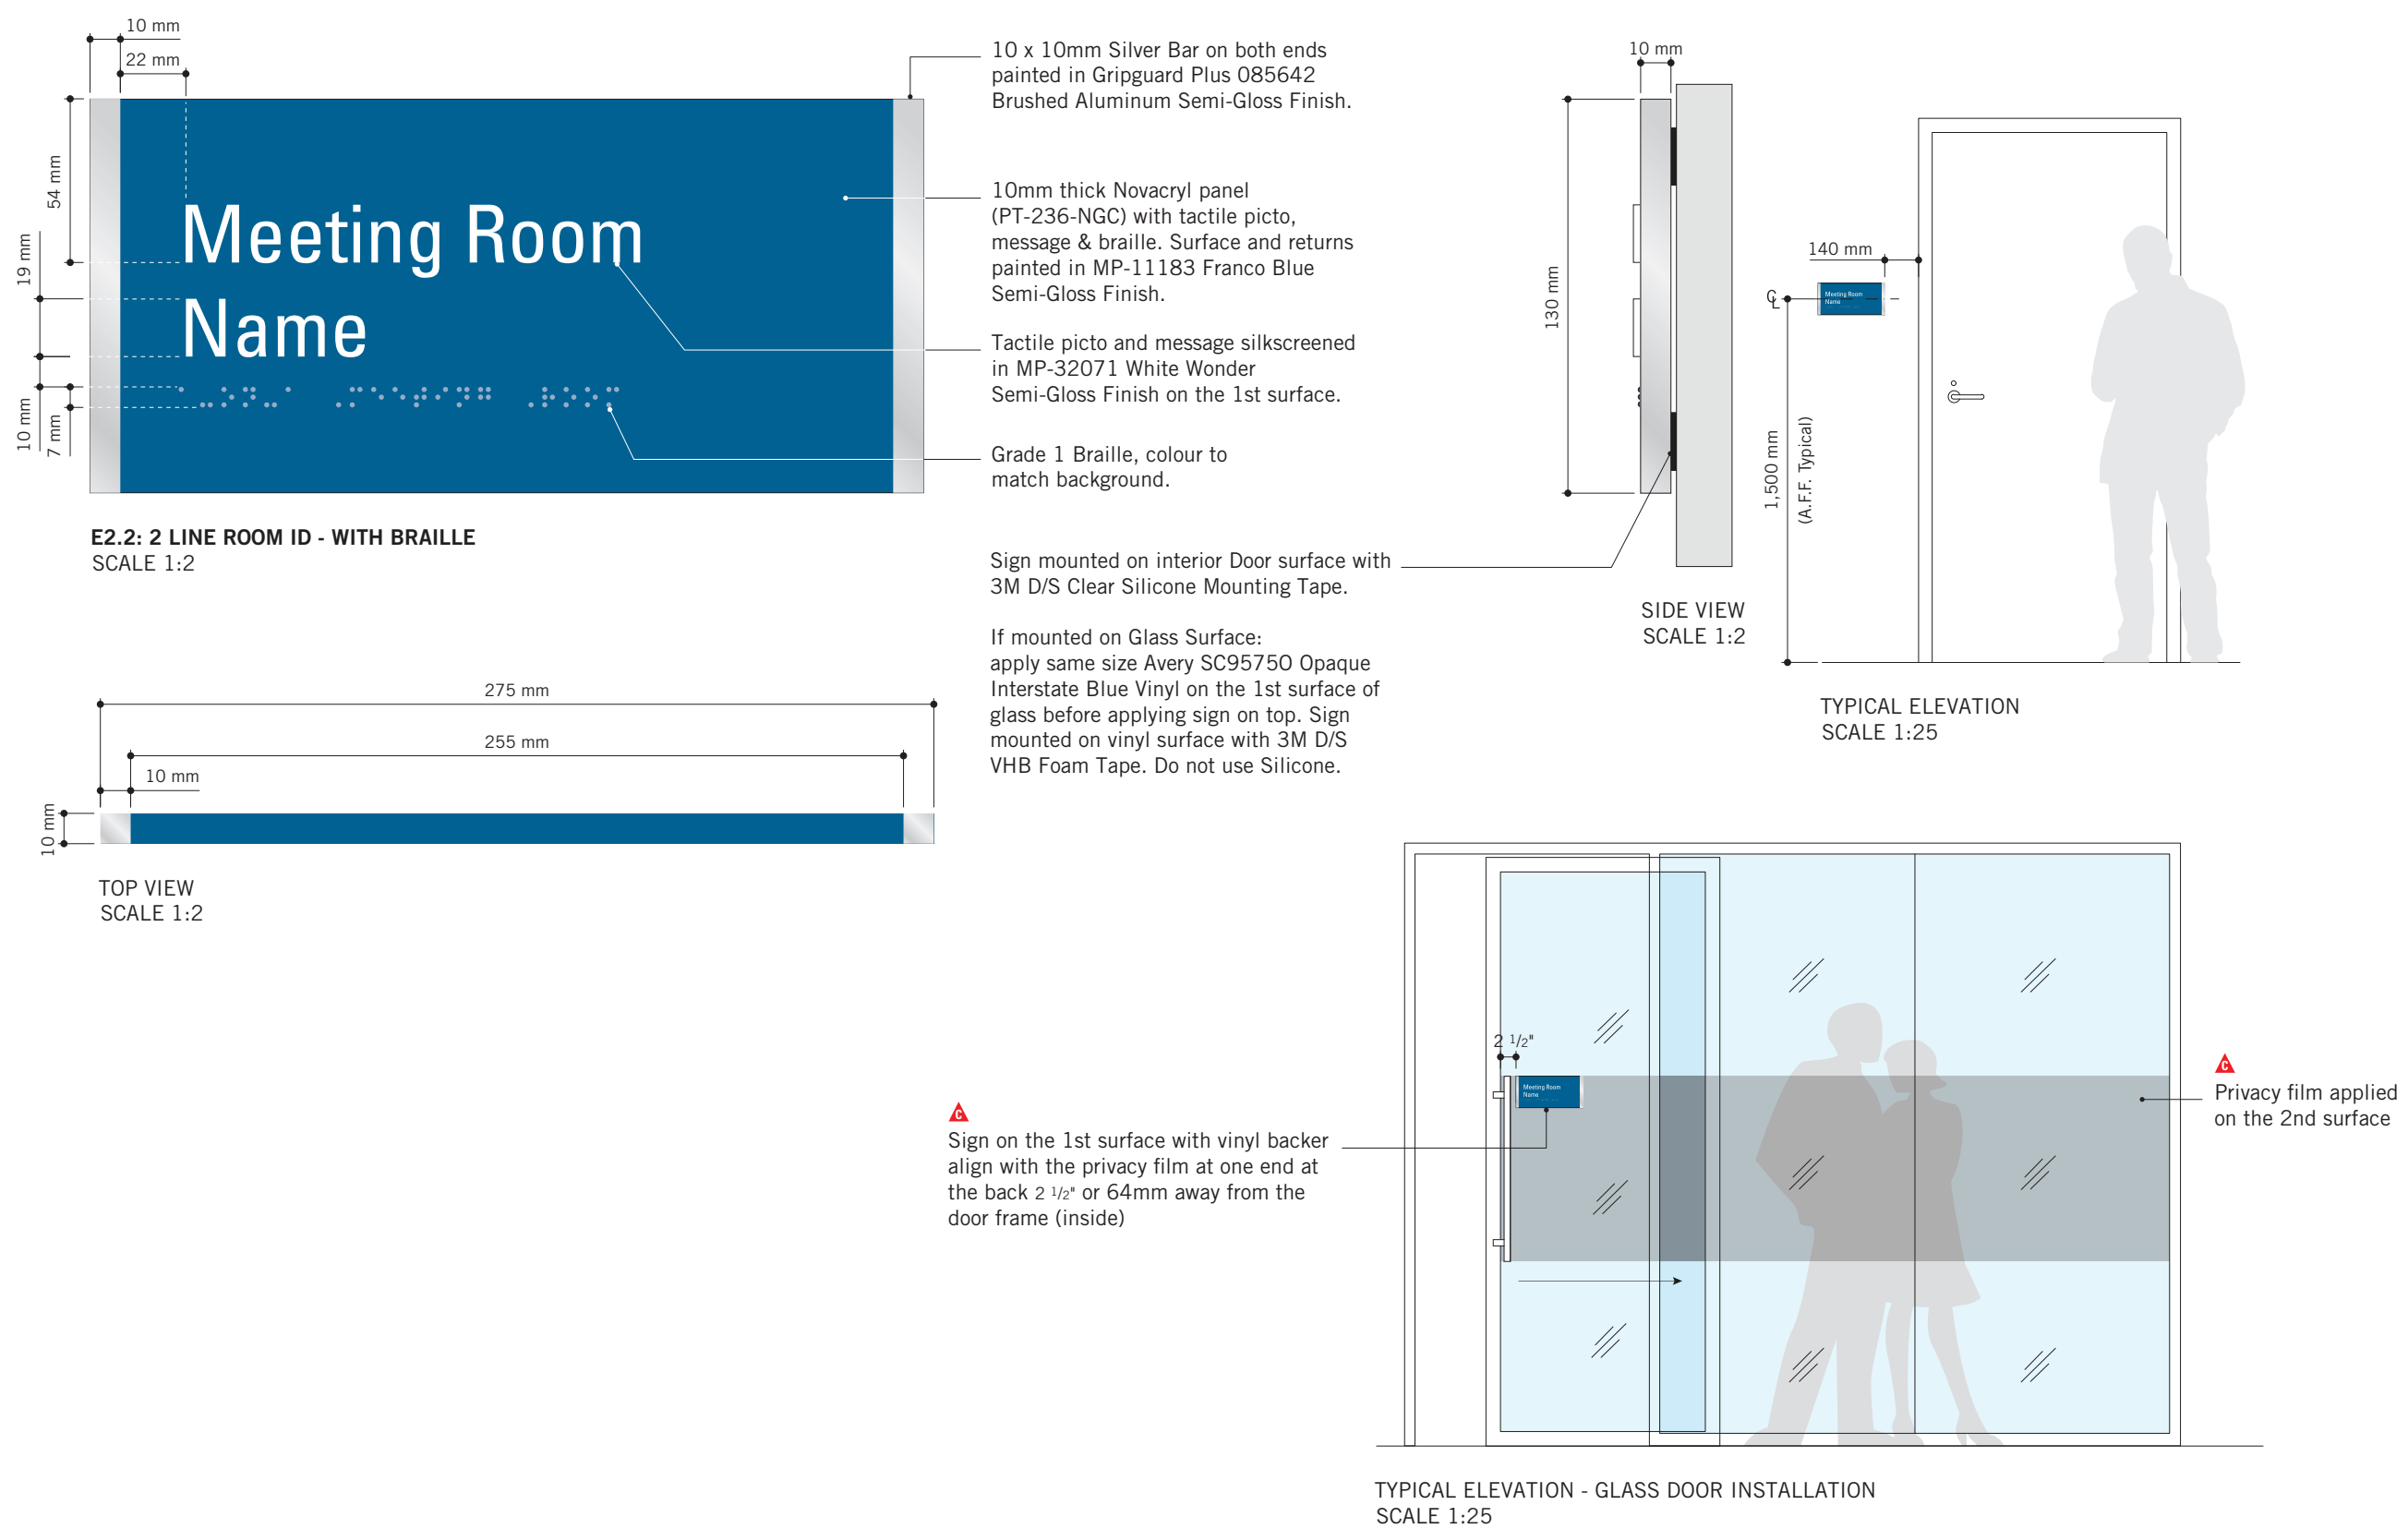 10 mm
22 mm
54 mm
19 mm
10 mm
7 mm
Meeting Room
Name
10 x 10mm Silver Bar on both ends
painted in Gripguard Plus 085642
Brushed Aluminum Semi-Gloss Finish.
10mm thick Novacryl panel
(PT-236-NGC) with tactile picto,
message & braille. Surface and returns
painted in MP-11183 Franco Blue
Semi-Gloss Finish.
Tactile picto and message silkscreened
in MP-32071 White Wonder
Semi-Gloss Finish on the 1st surface.
Grade 1 Braille, colour to
match background.
E2.2: 2 LINE ROOM ID - WITH BRAILLE
SCALE 1:2
Sign mounted on interior Door surface with
3M D/S Clear Silicone Mounting Tape.
If mounted on Glass Surface:
apply same size Avery SC95750 Opaque
Interstate Blue Vinyl on the 1st surface of
glass before applying sign on top. Sign
mounted on vinyl surface with 3M D/S
VHB Foam Tape. Do not use Silicone.
10 mm
130 mm
SIDE VIEW
SCALE 1:2
140 mm
Meeting Room
Name
CL
1,500 mm
(A.F.F. Typical)
TYPICAL ELEVATION
SCALE 1:25
275 mm
255 mm
10 mm
10 mm
TOP VIEW
SCALE 1:2
2 1/2"
Meeting Room
Name
C
Sign on the 1st surface with vinyl backer
align with the privacy film at one end at
the back 2 1/2" or 64mm away from the
door frame (inside)
C
Privacy film applied
on the 2nd surface
TYPICAL ELEVATION - GLASS DOOR INSTALLATION
SCALE 1:25